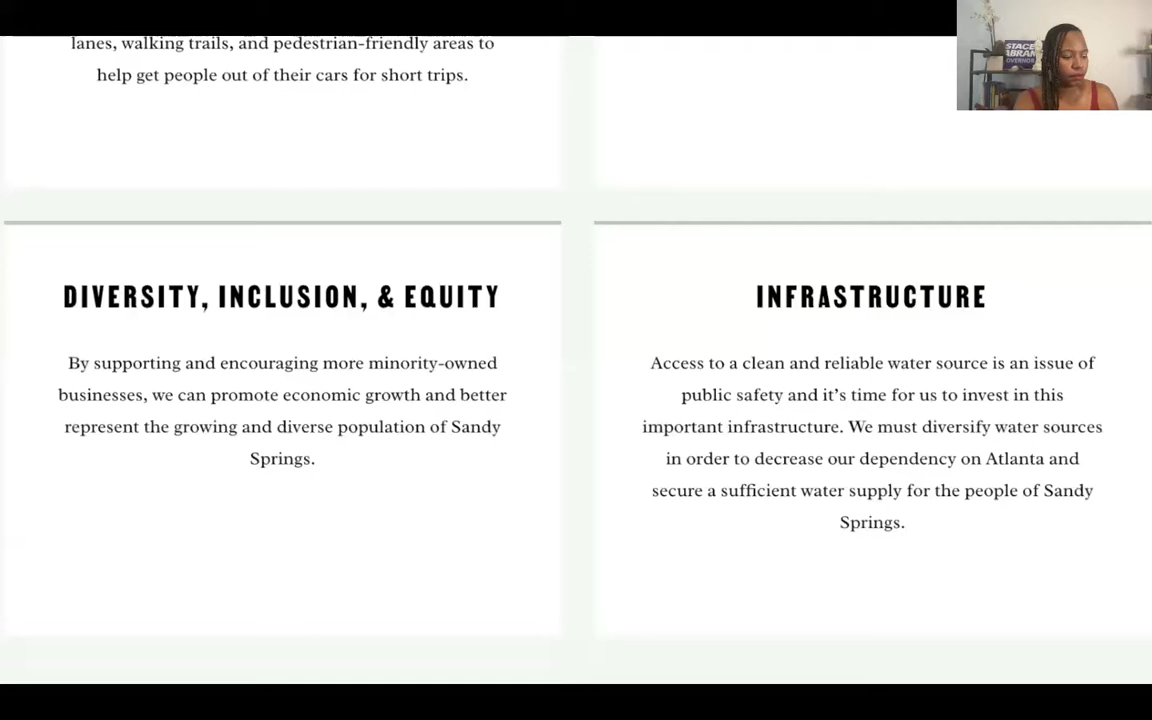 lanes, walking trails, and pedestrian-friendly areas to
help get people out of their cars for short trips.
STACE
ABRAM
OVERNOR
DIVERSITY, INCLUSION, & EQUITY
By supporting and encouraging more minority-owned
businesses, we can promote economic growth and better
represent the growing and diverse population of Sandy
Springs.
INFRASTRUCTURE
Access to a clean and reliable water source is an issue of
public safety and it’s time for us to invest in this
important infrastructure. We must diversify water sources
in order to decrease our dependency on Atlanta and
secure a sufficient water supply for the people of Sandy
Springs.